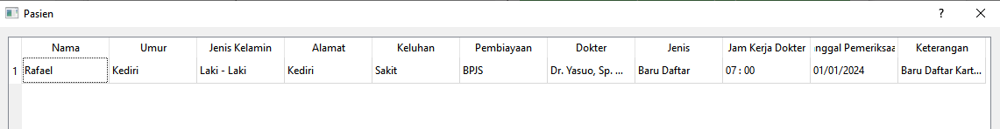 Pasien
Nama Umur Jenis Kelamin Alamat Keluhan Pembiayaan Dokter Jenis Jam Kerja Dokter nggal Pemeriksaa Keterangan
1 Rafael Kediri Laki - Laki Kediri Sakit BPJS Dr. Yasuo, Sp. ... Baru Daftar 07 : 00 01/01/2024 Baru Daftar Kart...